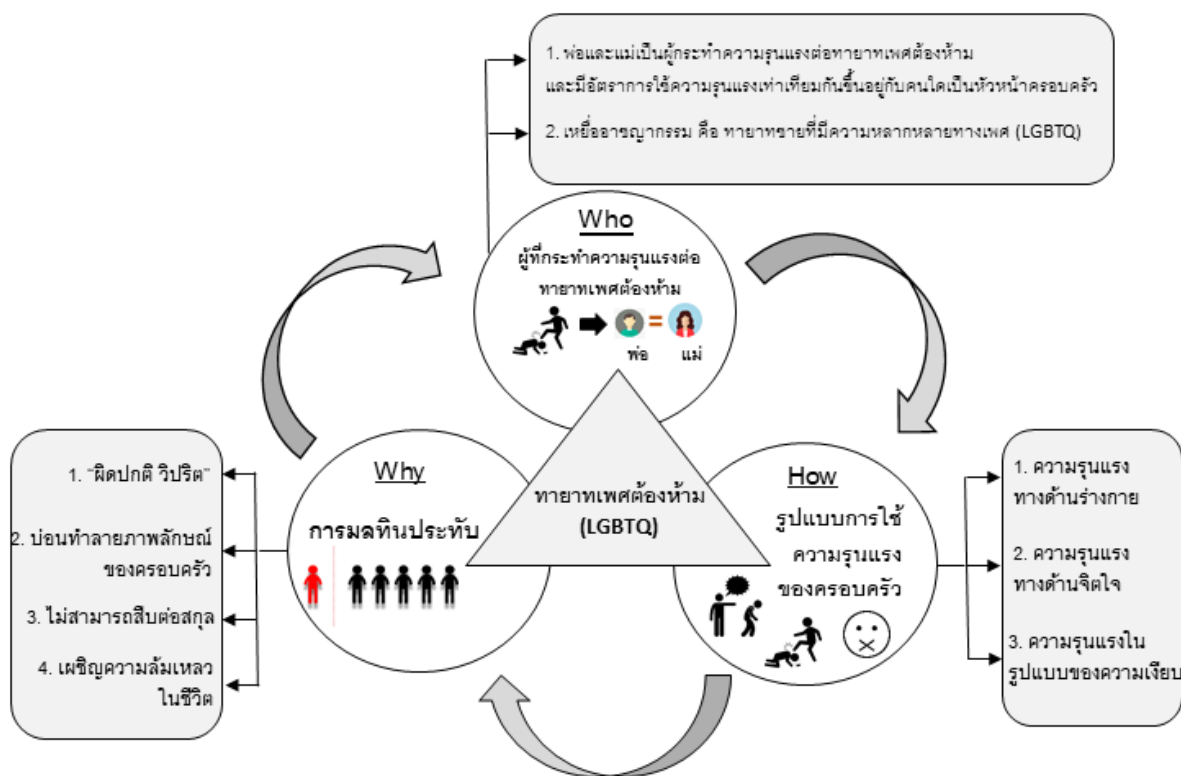 1. พ่อและแม่เป็นผู้กระทำความรุนแรงต่อทายาทเพศต้องห้าม
และมีอัตราการใช้ความรุนแรงเท่าเทียมกันขึ้นอยู่กับคนใดเป็นหัวหน้าครอบครัว
2. เหยื่ออาชญากรรม คือ ทายาทชายที่มีความหลากหลายทางเพศ (LGBTQ)
Who
ผู้ที่กระทำความรุนแรงต่อ
ทายาทเพศต้องห้าม
พ่อ แม่
ทายาทเพศต้องห้าม
(LGBTQ)
How
รูปแบบการใช้
ความรุนแรง
ของครอบครัว
1. ความรุนแรง
ทางด้านร่างกาย
2. ความรุนแรง
ทางด้านจิตใจ
3. ความรุนแรงใน
รูปแบบของความเงียบ
Why
การมลทินประทับ
1. "ผิดปกติ วิปริต"
2. บ่อนทำลายภาพลักษณ์
ของครอบครัว
3. ไม่สามารถสืบต่อสกุล
4. เผชิญความล้มเหลว
ในชีวิต